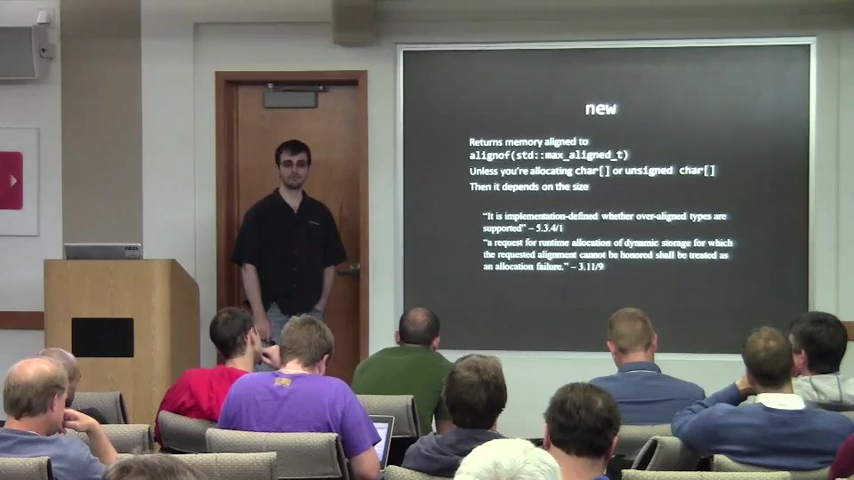 new
Returns memory aligned to
alignof(std::max_aligned_t)
Unless you're allocating char[] or unsigned char[]
Then it depends on the size
“It is implementation-defined whether over-aligned types are
supported” – 5.3.4/1
“a request for runtime allocation of dynamic storage for which
the requested alignment cannot be honored shall be treated as
an allocation failure.” – 3.11/9